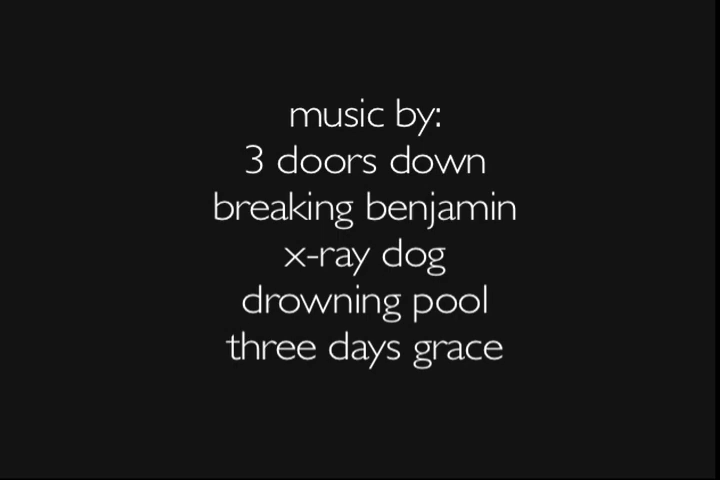 music by:
3 doors down
breaking benjamin
x-ray dog
drowning pool
three days grace